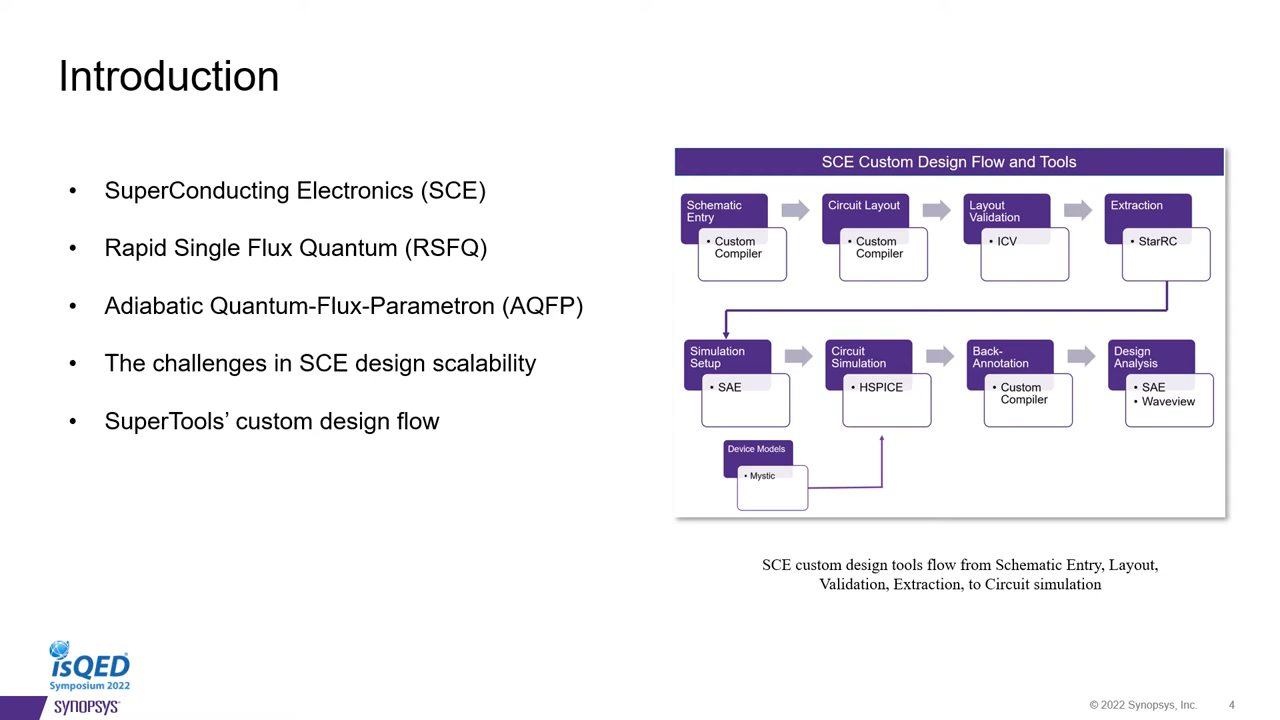 Introduction
• SuperConducting Electronics (SCE)
• Rapid Single Flux Quantum (RSFQ)
• Adiabatic Quantum-Flux-Parametron (AQFP)
• The challenges in SCE design scalability
• SuperTools’ custom design flow
SCE Custom Design Flow and Tools
Schematic
Entry
• Custom
Compiler
Circuit Layout
• Custom
Compiler
Layout
Validation
• ICV
Extraction
• StarRC
Simulation
Setup
• SAE
Circuit
Simulation
• HSPICE
Back-
Annotation
• Custom
Compiler
Design
Analysis
• SAE
• Waveview
Device Models
• Mystic
SCE custom design tools flow from Schematic Entry, Layout,
Validation, Extraction, to Circuit simulation
isQED
Symposium 2022
SYNOPSYS
© 2022 Synopsys, Inc. 4